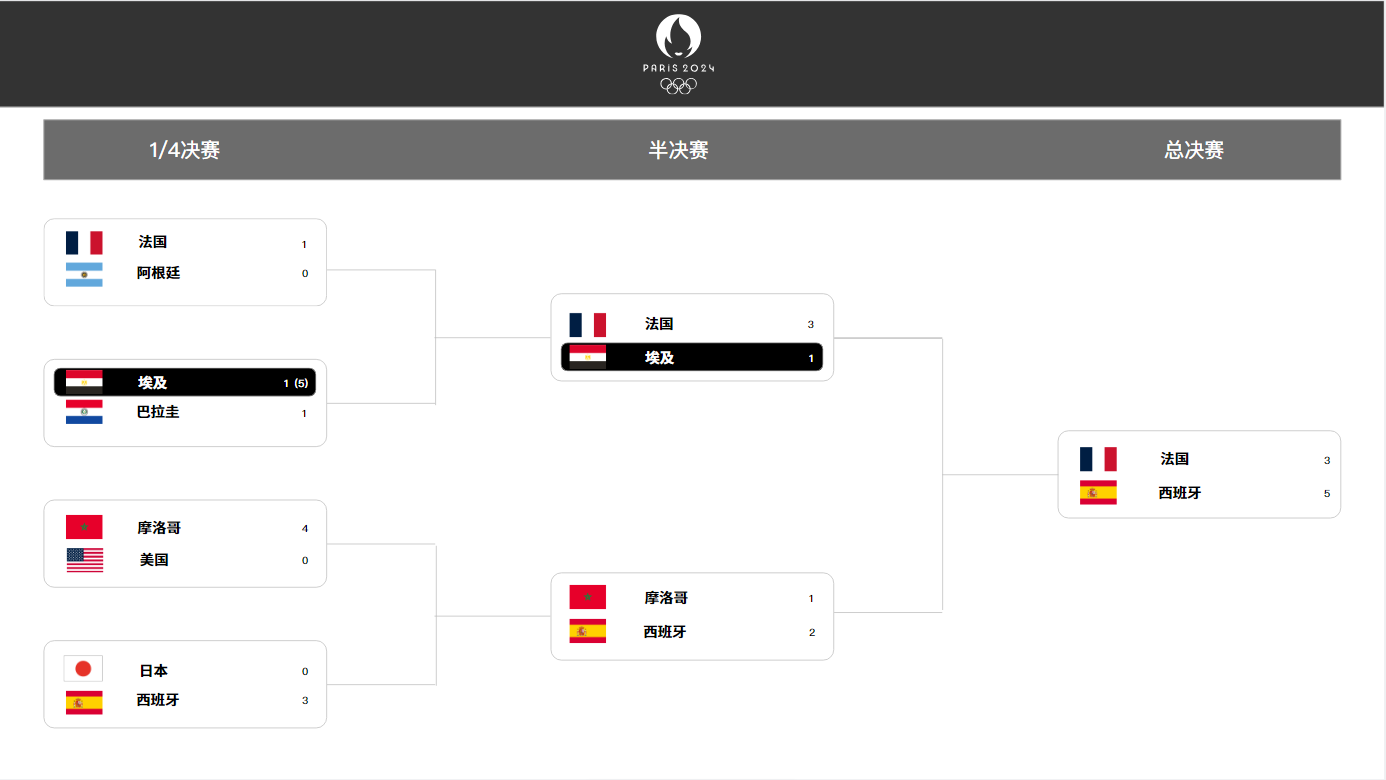 PARIS 2024
1/4决赛 半决赛 总决赛
法国 1
阿根廷 0
埃及 1 (5)
巴拉圭 1
摩洛哥 4
美国 0
日本 0
西班牙 3
法国 3
埃及 1
摩洛哥 1
西班牙 2
法国 3
西班牙 5